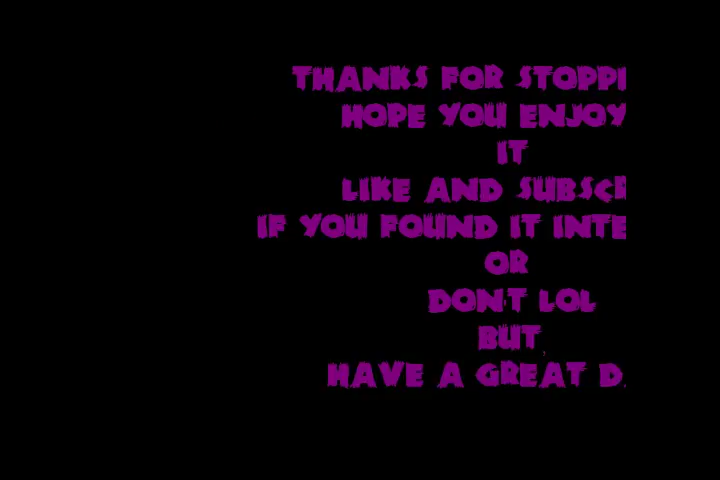 THANKS FOR STOPPI
HOPE YOU ENJOY
IT
LIKE AND SUBSCR
IF YOU FOUND IT INTE
OR
DON'T LOL
BUT,
HAVE A GREAT D